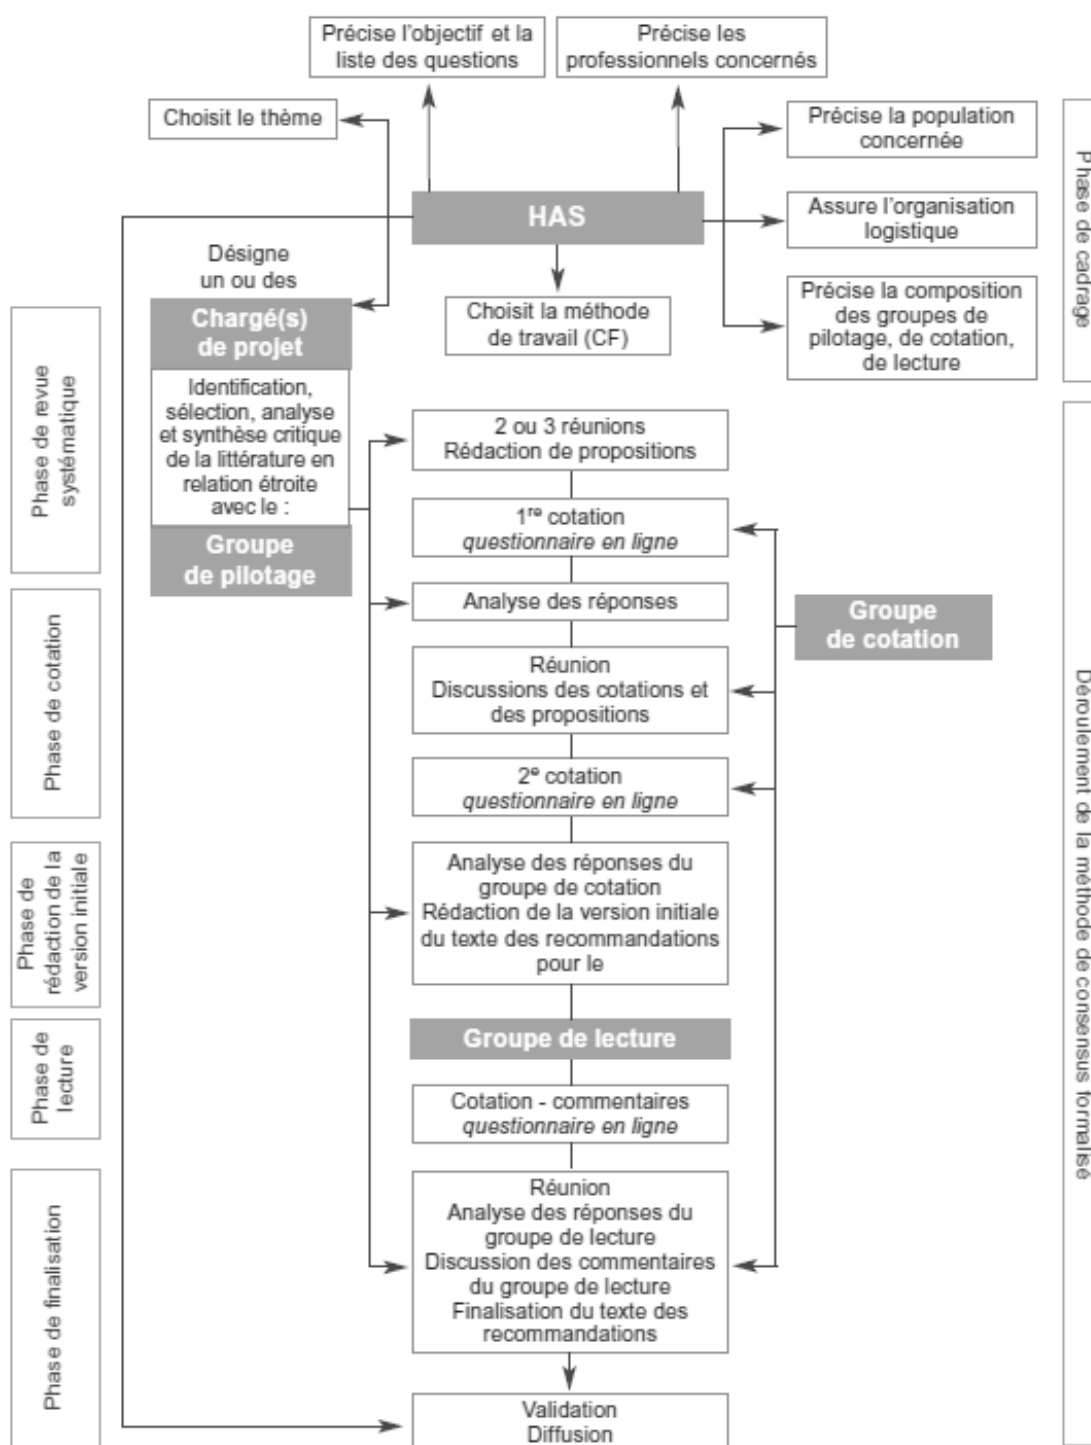 Précise l'objectif et la
liste des questions
Précise les
professionnels concernés
Choisit le thème
Précise la population
concernée
HAS
Assure l'organisation
logistique
Désigne
un ou des
Choisit la méthode
de travail (CF)
Précise la composition
des groupes de
pilotage, de cotation,
de lecture
Phase de cadrage
Chargé(s)
de projet
Identification,
sélection, analyse
et synthèse critique
de la littérature en
relation étroite
avec le :
Groupe
de pilotage
Phase de revue
systématique
2 ou 3 réunions
Rédaction de propositions
1re cotation
questionnaire en ligne
Analyse des réponses
Groupe
de cotation
Phase de cotation
Réunion
Discussions des cotations et
des propositions
2e cotation
questionnaire en ligne
Déroulement de la méthode de consensus formalisé
Phase de
rédaction de la
version initiale
Analyse des réponses du
groupe de cotation
Rédaction de la version initiale
du texte des recommandations
pour le
Phase de
lecture
Groupe de lecture
Cotation - commentaires
questionnaire en ligne
Phase de finalisation
Réunion
Analyse des réponses du
groupe de lecture
Discussion des commentaires
du groupe de lecture
Finalisation du texte des
recommandations
Validation
Diffusion